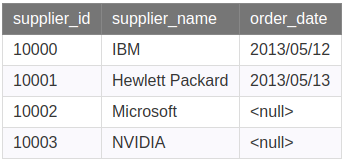 supplier_id supplier_name order_date
10000 IBM 2013/05/12
10001 Hewlett Packard 2013/05/13
10002 Microsoft <null>
10003 NVIDIA <null>